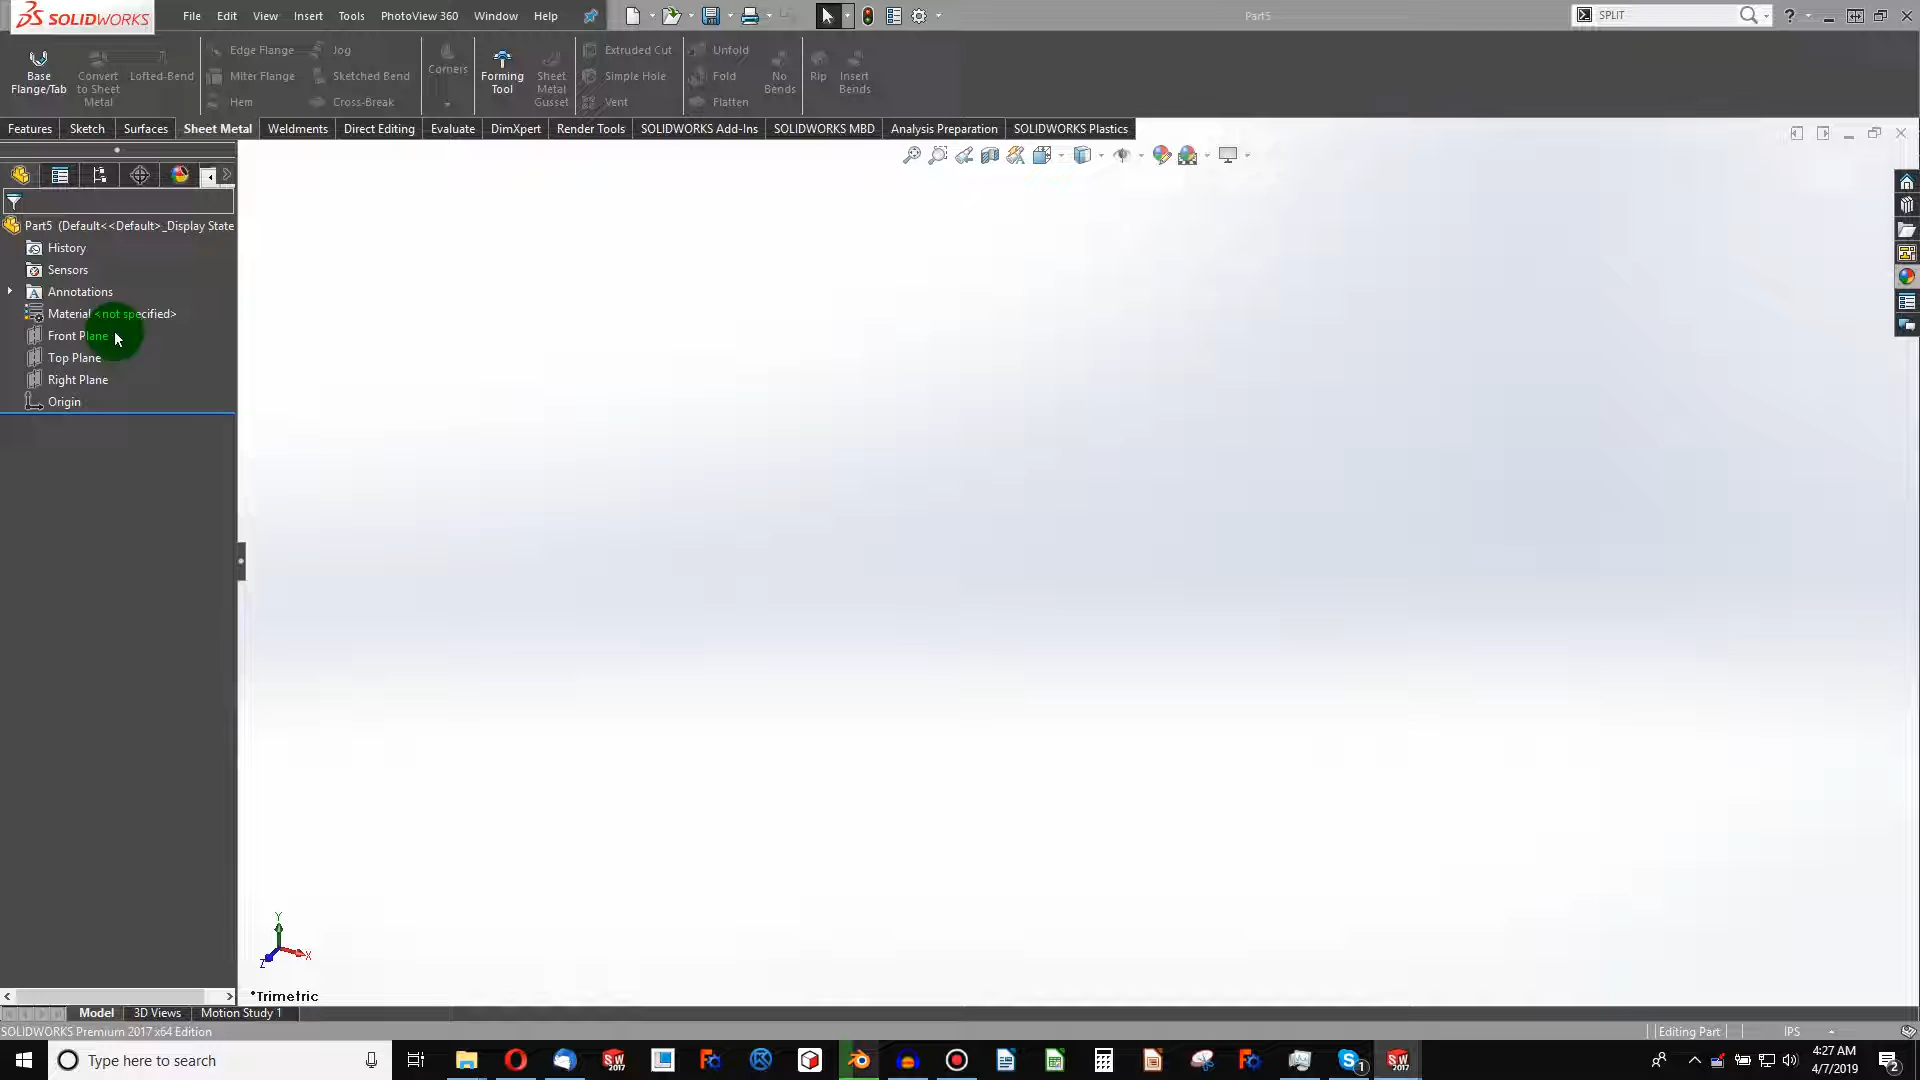 SOLIDWORKS File Edit View Insert Tools PhotoView 360 Window Help Part5 SPLIT ?
Base Flange/Tab
Convert to Sheet Metal
Lofted-Bend
Edge Flange
Miter Flange
Hem
Jog
Sketched Bend
Cross-Break
Corners
Forming Tool
Sheet Metal Gusset
Extruded Cut
Simple Hole
Vent
Unfold
Fold
Flatten
No Bends
Rip
Insert Bends
Features Sketch Surfaces Sheet Metal Weldments Direct Editing Evaluate DimXpert Render Tools SOLIDWORKS Add-Ins SOLIDWORKS MBD Analysis Preparation SOLIDWORKS Plastics
Part5 (Default<<Default>_Display State
History
Sensors
A Annotations
Material <not specified>
Front Plane
Top Plane
Right Plane
Origin
Y
X
Z
*Trimetric
Model 3D Views Motion Study 1
SOLIDWORKS Premium 2017 x64 Edition Editing Part IPS
Type here to search SW 2017 S 1 SW 2017 4:27 AM
4/7/2019 2